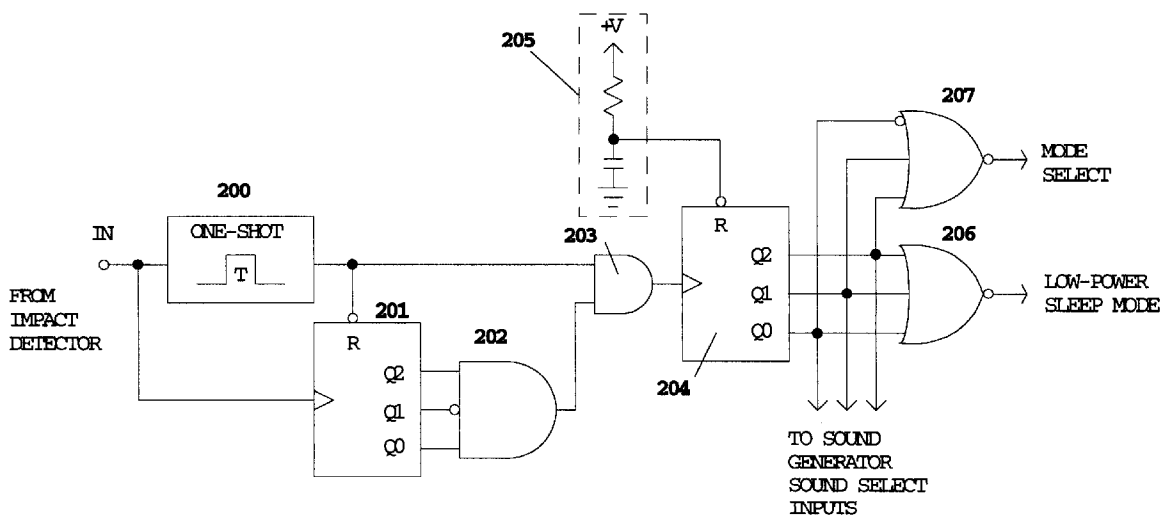 +V
205
207
MODE
SELECT
200
ONE-SHOT
T
IN
203
R
Q2
Q1
Q0
206
LOW-POWER
SLEEP MODE
FROM
IMPACT
DETECTOR
201
R
Q2
Q1
Q0
202
204
TO SOUND
GENERATOR
SOUND SELECT
INPUTS